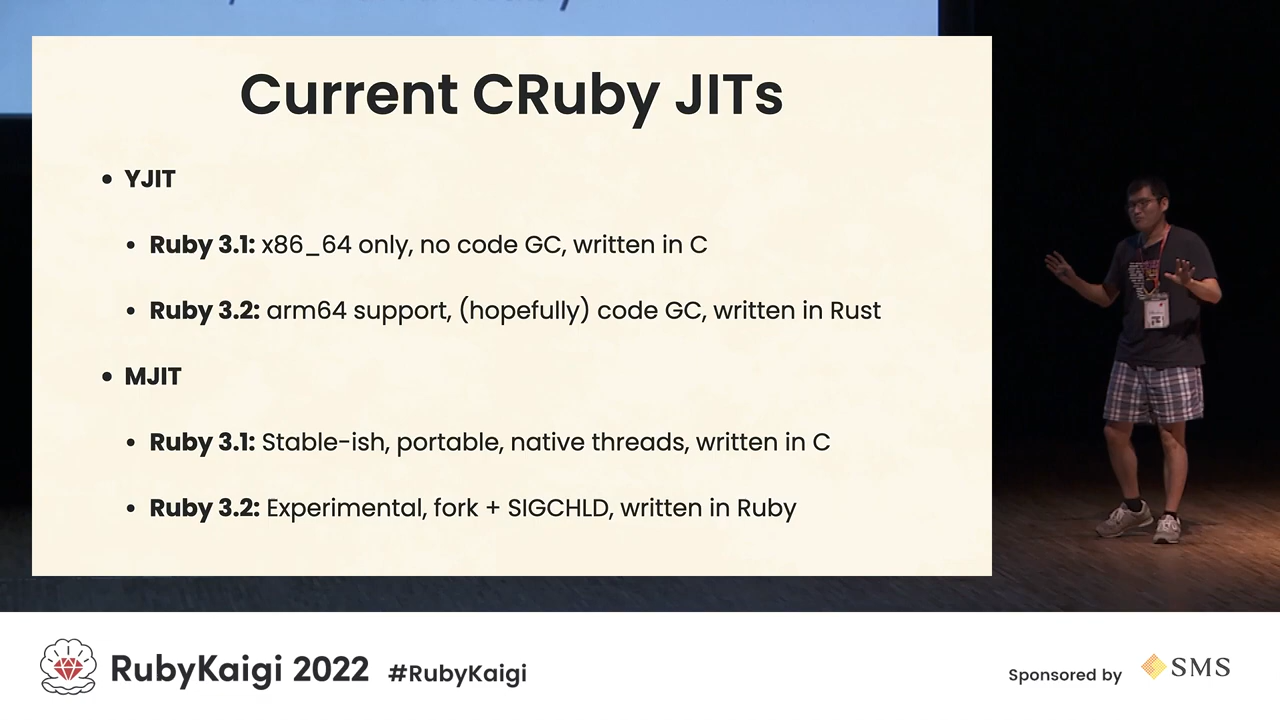 Current CRuby JITs
• YJIT
• Ruby 3.1: x86_64 only, no code GC, written in C
• Ruby 3.2: arm64 support, (hopefully) code GC, written in Rust
• MJIT
• Ruby 3.1: Stable-ish, portable, native threads, written in C
• Ruby 3.2: Experimental, fork + SIGCHLD, written in Ruby
RubyKaigi 2022 #RubyKaigi
Sponsored by SMS